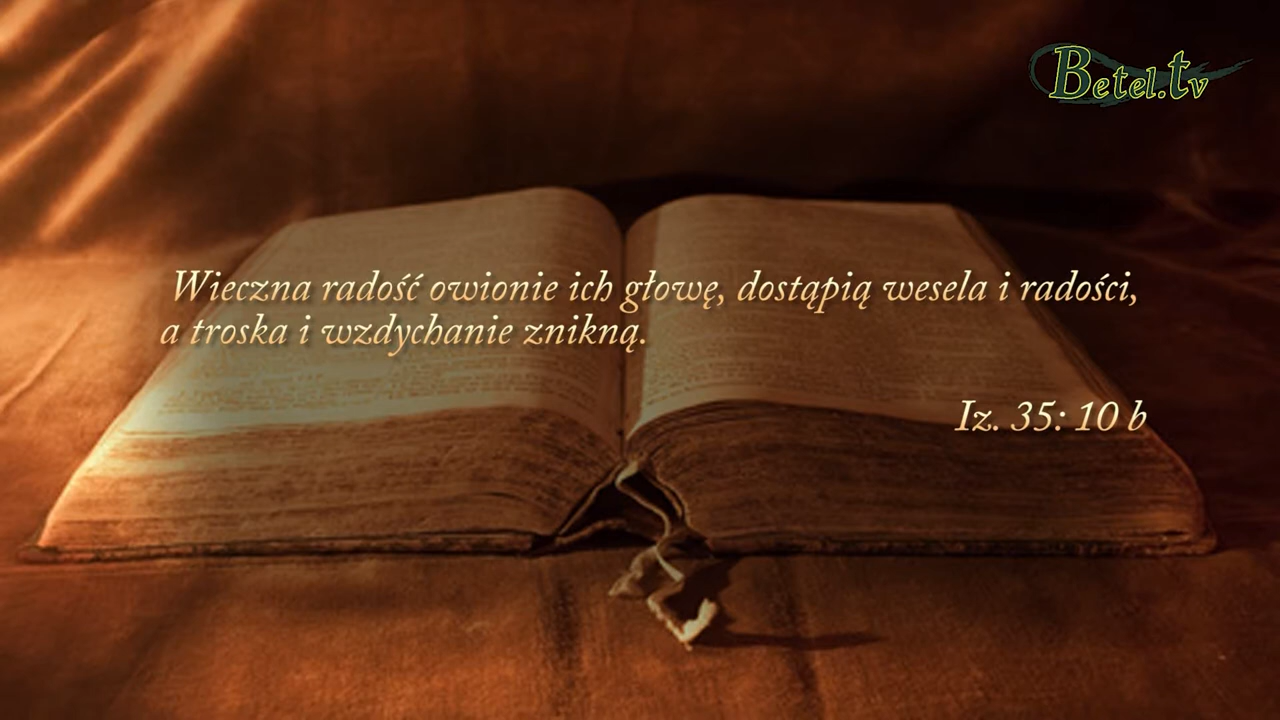 Betel.tv
Wieczna radość owionie ich głowę, dostąpią wesela i radości,
a troska i wzdychanie znikną.
Iz. 35: 10 b